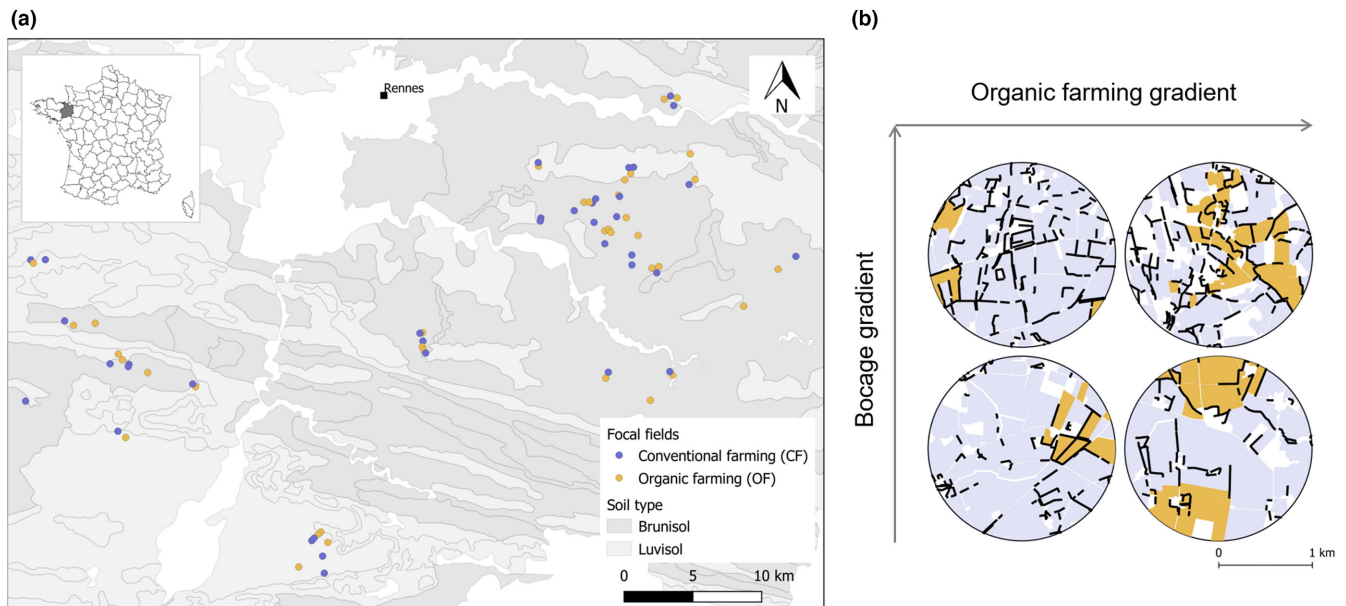 (a)
Rennes
N
Focal fields
Conventional farming (CF)
Organic farming (OF)
Soil type
Brunisol
Luvisol
0 5 10 km
(b)
Organic farming gradient
Bocage gradient
0 1 km